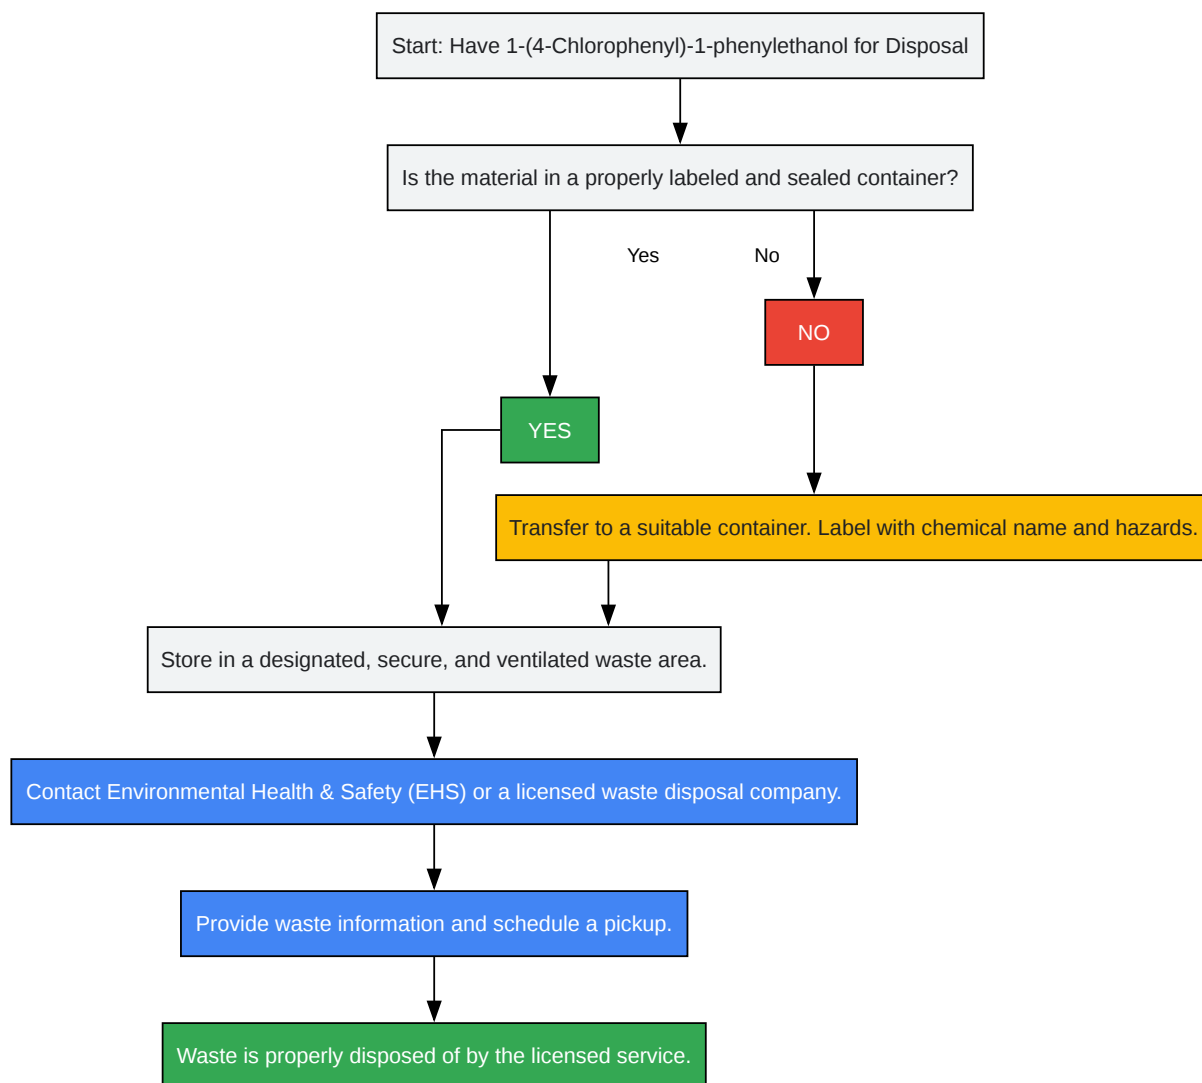 Start: Have 1-(4-Chlorophenyl)-1-phenylethanol for Disposal
Is the material in a properly labeled and sealed container?
Yes
No
NO
YES
Transfer to a suitable container. Label with chemical name and hazards.
Store in a designated, secure, and ventilated waste area.
Contact Environmental Health & Safety (EHS) or a licensed waste disposal company.
Provide waste information and schedule a pickup.
Waste is properly disposed of by the licensed service.